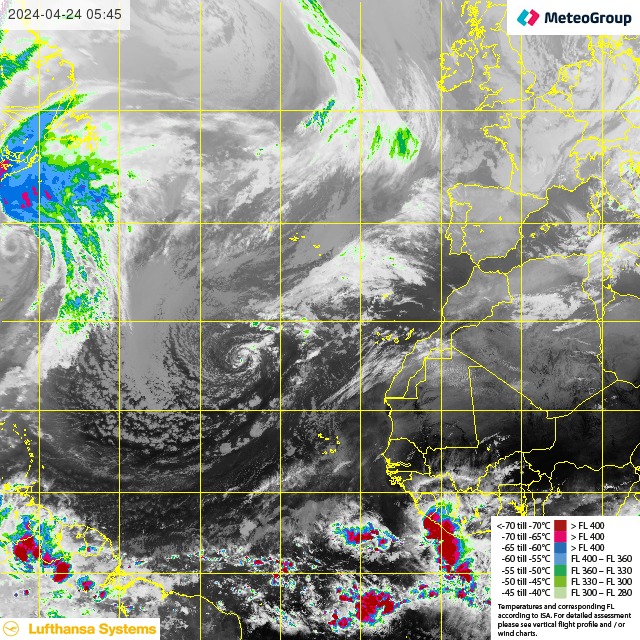 2024-04-24 05:45
MeteoGroup
<-70 till -70°C > FL 400
-70 till -65°C > FL 400
-65 till -60°C > FL 400
-60 till -55°C FL 400 – FL 360
-55 till -50°C FL 360 – FL 330
-50 till -45°C FL 330 – FL 300
-45 till -40°C FL 300 – FL 280
Temperatures and corresponding FL
according to ISA. For detailed assessment
please see vertical flight profile and / or
wind charts.
Lufthansa Systems